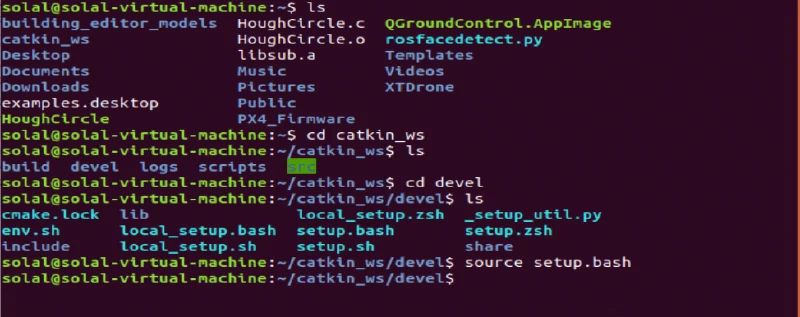 solal@solal-virtual-machine:~$ ls
building_editor_models HoughCircle.c QGroundControl.AppImage
catkin_ws HoughCircle.o rosfacedetect.py
Desktop libsub.a Templates
Documents Music Videos
Downloads Pictures XTDrone
examples.desktop Public
HoughCircle PX4_Firmware
solal@solal-virtual-machine:~$ cd catkin_ws
solal@solal-virtual-machine:~/catkin_ws$ ls
build devel logs scripts src
solal@solal-virtual-machine:~/catkin_ws$ cd devel
solal@solal-virtual-machine:~/catkin_ws/devel$ ls
cmake.lock lib local_setup.zsh _setup_util.py
env.sh local_setup.bash setup.bash setup.zsh
include local_setup.sh setup.sh share
solal@solal-virtual-machine:~/catkin_ws/devel$ source setup.bash
solal@solal-virtual-machine:~/catkin_ws/devel$